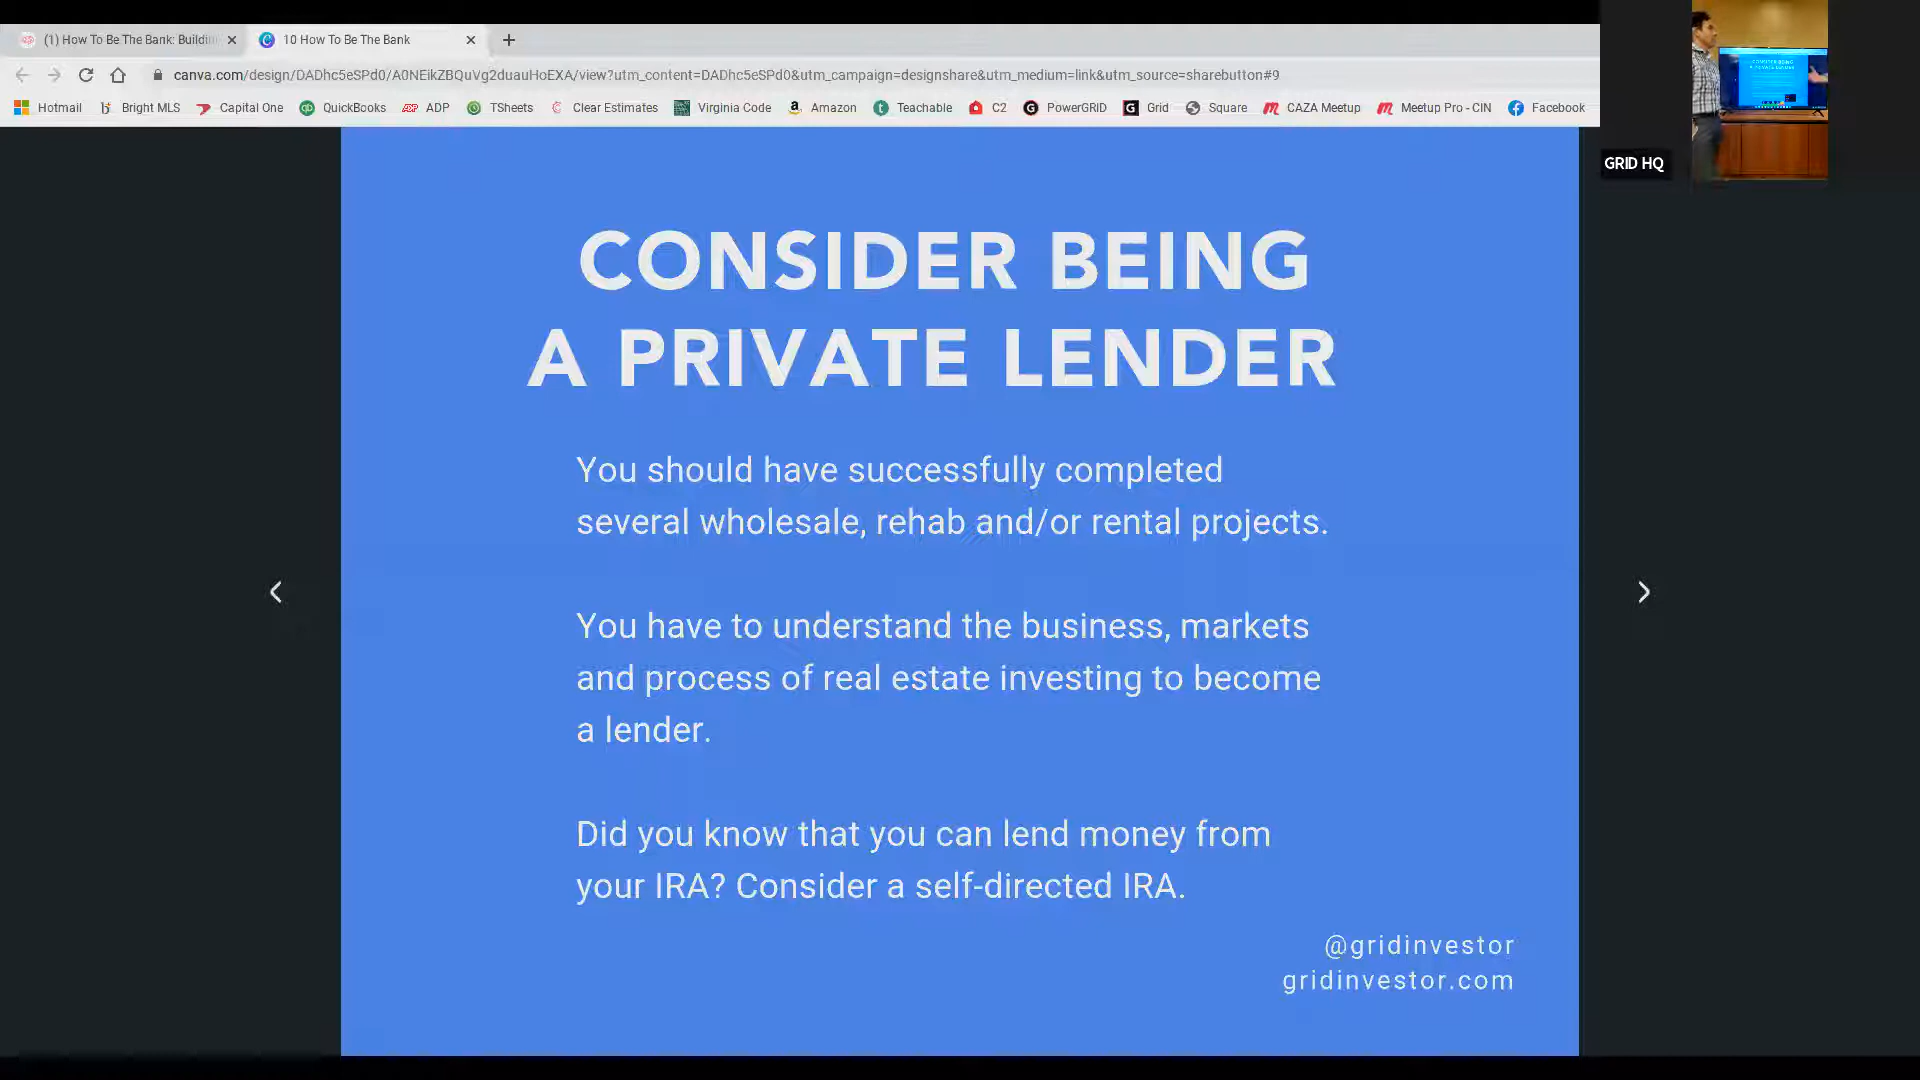 (1) How To Be The Bank: Buildin
10 How To Be The Bank
canva.com/design/DADhc5eSPd0/A0NEikZBQuVg2duauHoEXA/view?utm_content=DADhc5eSPd0&utm_campaign=designshare&utm_medium=link&utm_source=sharebutton#9
Hotmail Bright MLS Capital One QuickBooks ADP TSheets Clear Estimates Virginia Code Amazon Teachable C2 PowerGRID Grid Square CAZA Meetup Meetup Pro - CIN Facebook
GRID HQ
CONSIDER BEING
A PRIVATE LENDER
You should have successfully completed
several wholesale, rehab and/or rental projects.
You have to understand the business, markets
and process of real estate investing to become
a lender.
Did you know that you can lend money from
your IRA? Consider a self-directed IRA.
@gridinvestor
gridinvestor.com